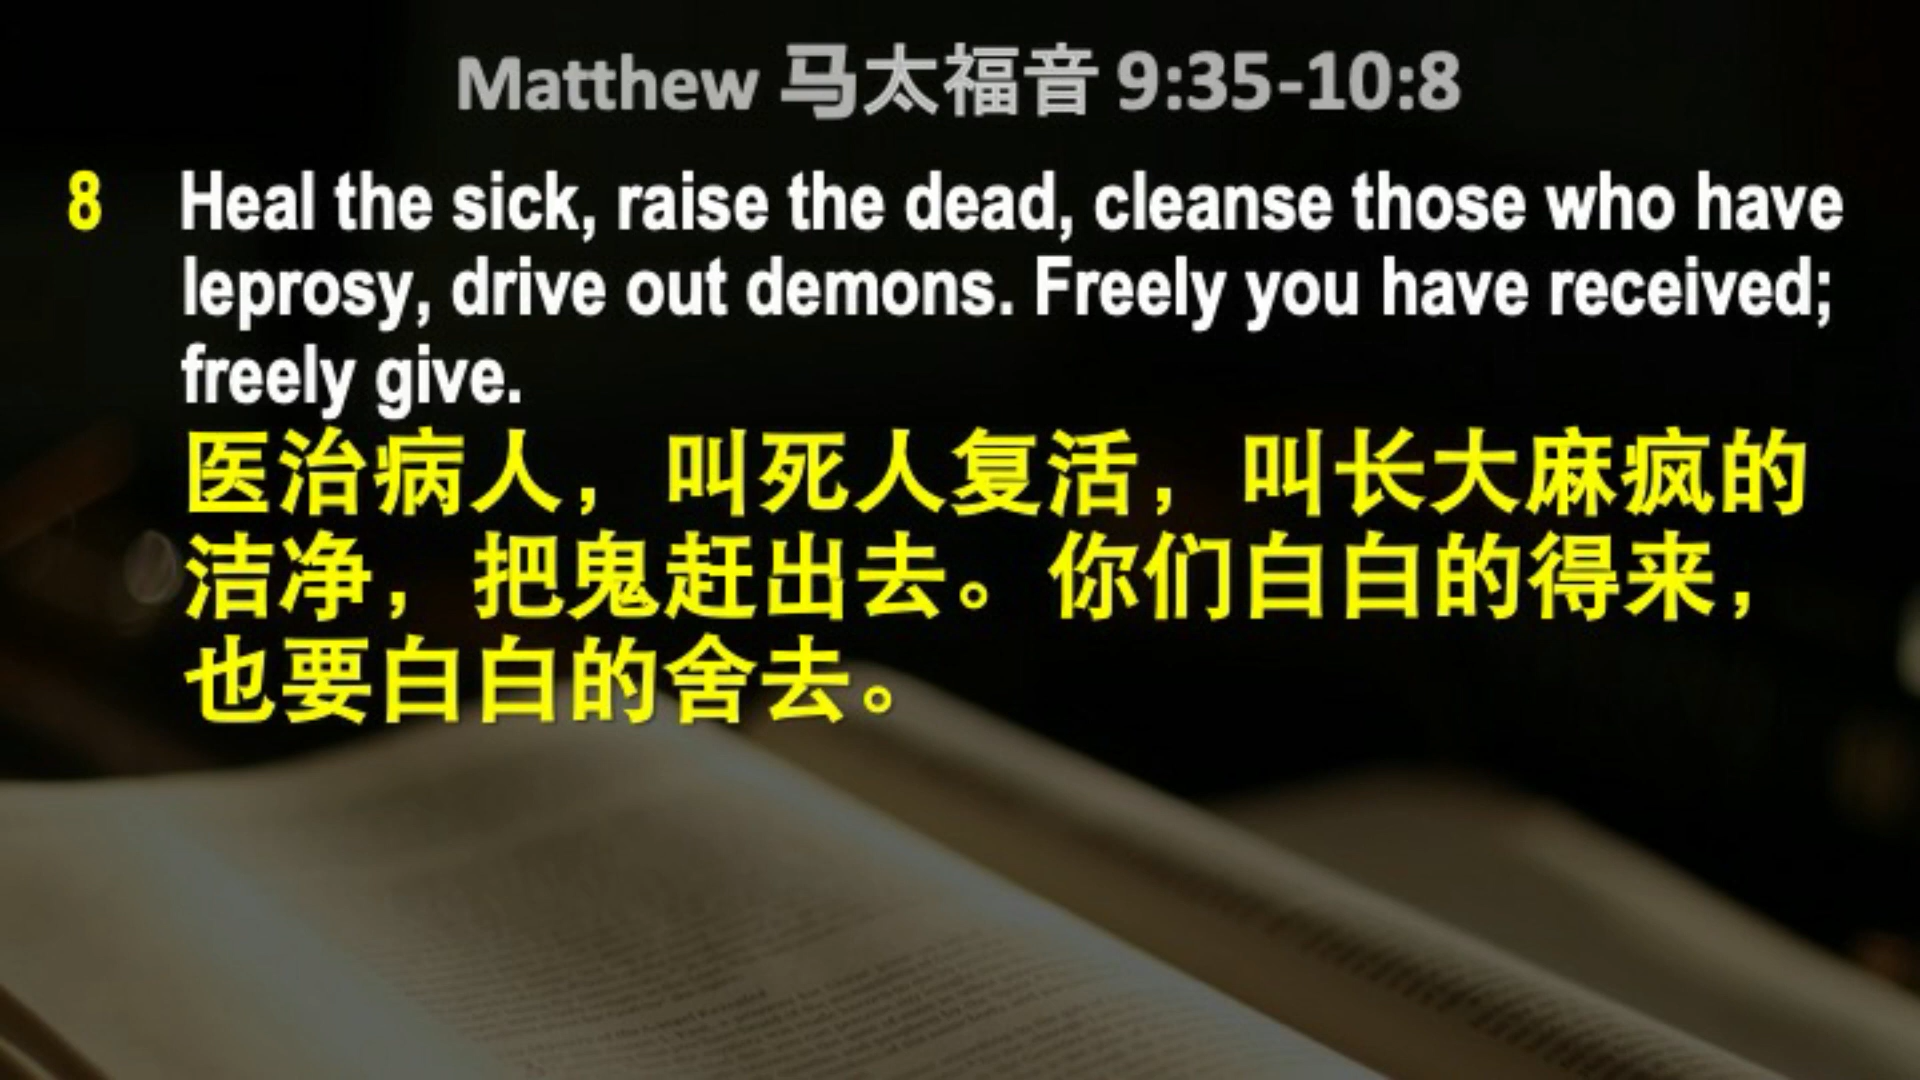 Matthew 马太福音 9:35-10:8
8 Heal the sick, raise the dead, cleanse those who have
leprosy, drive out demons. Freely you have received;
freely give.
医治病人，叫死人复活，叫长大麻疯的
洁净，把鬼赶出去。你们白白的得来，
也要白白的舍去。